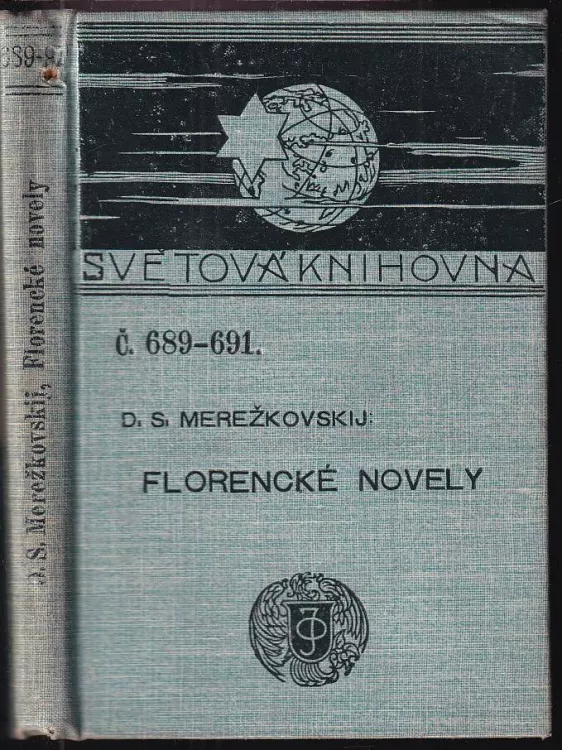 SVĚTOVÁ KNIHOVNA
Č. 689-691.
D. S. MEREŽKOVSKIJ:
FLORENCKÉ NOVELY
D. S. Merežkovskij, Florencké novely